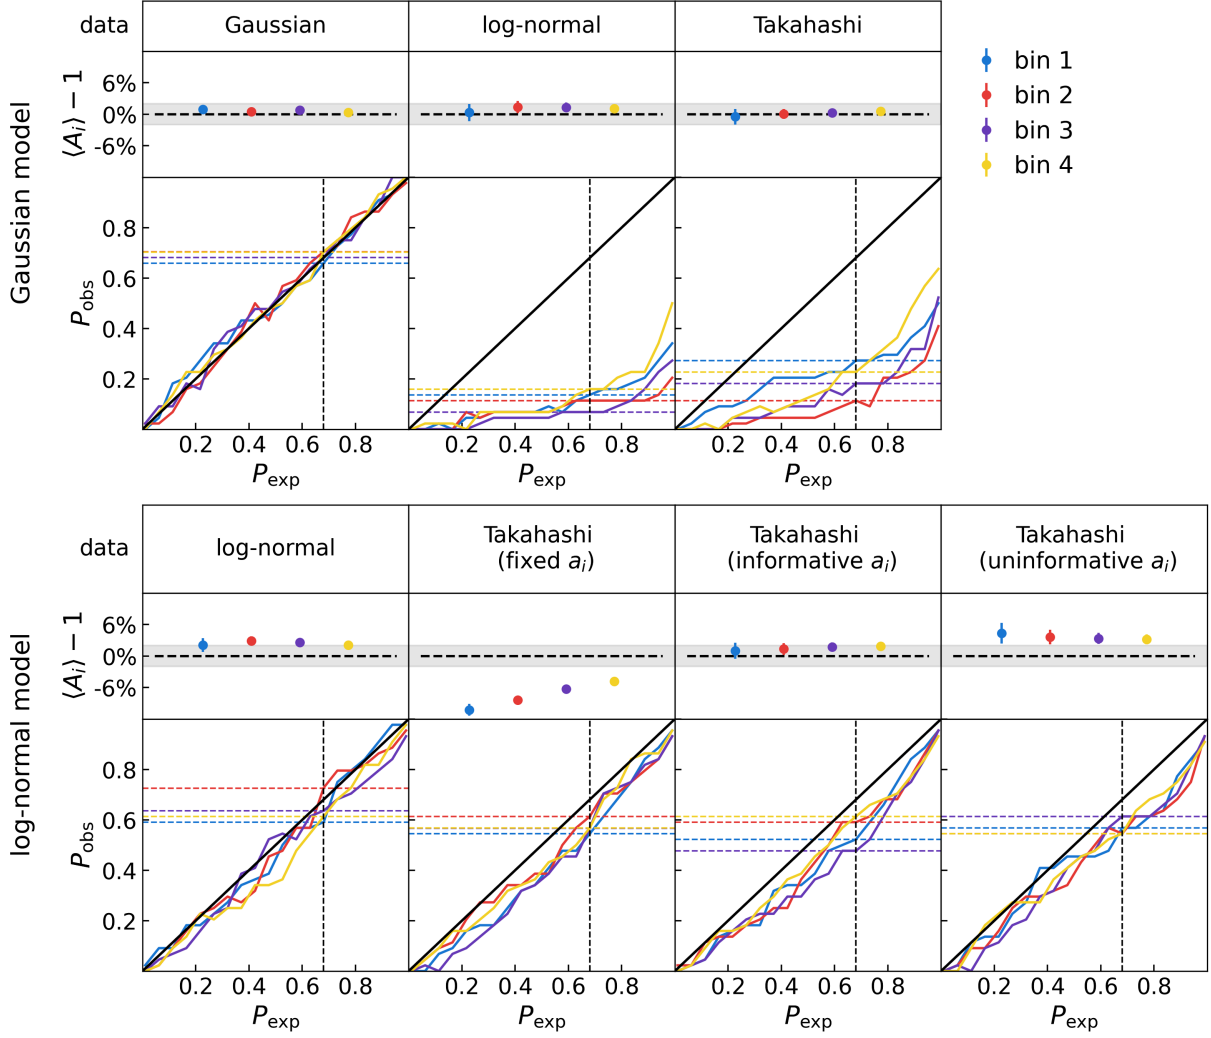 data
Gaussian
log-normal
Takahashi
bin 1
bin 2
bin 3
bin 4
Gaussian model
⟨A_i⟩ − 1
6%
0%
-6%
P_obs
0.8
0.6
0.4
0.2
0.2 0.4 0.6 0.8
0.2 0.4 0.6 0.8
0.2 0.4 0.6 0.8
P_exp
P_exp
P_exp
data
log-normal
Takahashi
(fixed a_i)
Takahashi
(informative a_i)
Takahashi
(uninformative a_i)
log-normal model
⟨A_i⟩ − 1
6%
0%
-6%
P_obs
0.8
0.6
0.4
0.2
0.2 0.4 0.6 0.8
0.2 0.4 0.6 0.8
0.2 0.4 0.6 0.8
0.2 0.4 0.6 0.8
P_exp
P_exp
P_exp
P_exp